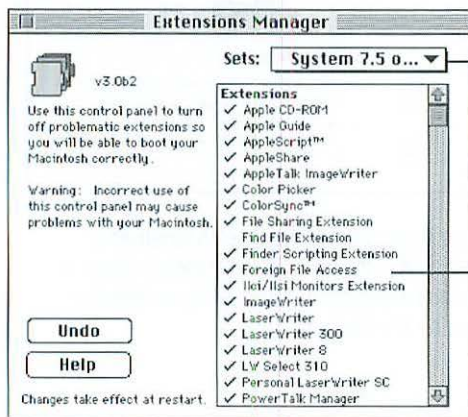 Extensions Manager
Sets: System 7.5 o...
v3.0b2
Use this control panel to turn
off problematic extensions so
you will be able to boot your
Macintosh correctly.
Warning: Incorrect use of
this control panel may cause
problems with your Macintosh.
Undo
Help
Changes take effect at restart.
Extensions
✓ Apple CD-ROM
✓ Apple Guide
✓ AppleScript™
✓ AppleShare
✓ AppleTalk ImageWriter
✓ Color Picker
✓ ColorSync™
✓ File Sharing Extension
Find File Extension
✓ Finder Scripting Extension
✓ Foreign File Access
✓ IIci/IIsi Monitors Extension
✓ ImageWriter
✓ LaserWriter
✓ LaserWriter 300
✓ LaserWriter 8
✓ LW Select 310
✓ Personal LaserWriter SC
✓ PowerTalk Manager